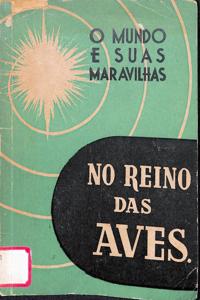 O MUNDO
E SUAS
MARAVILHAS
NO REINO
DAS
AVES.